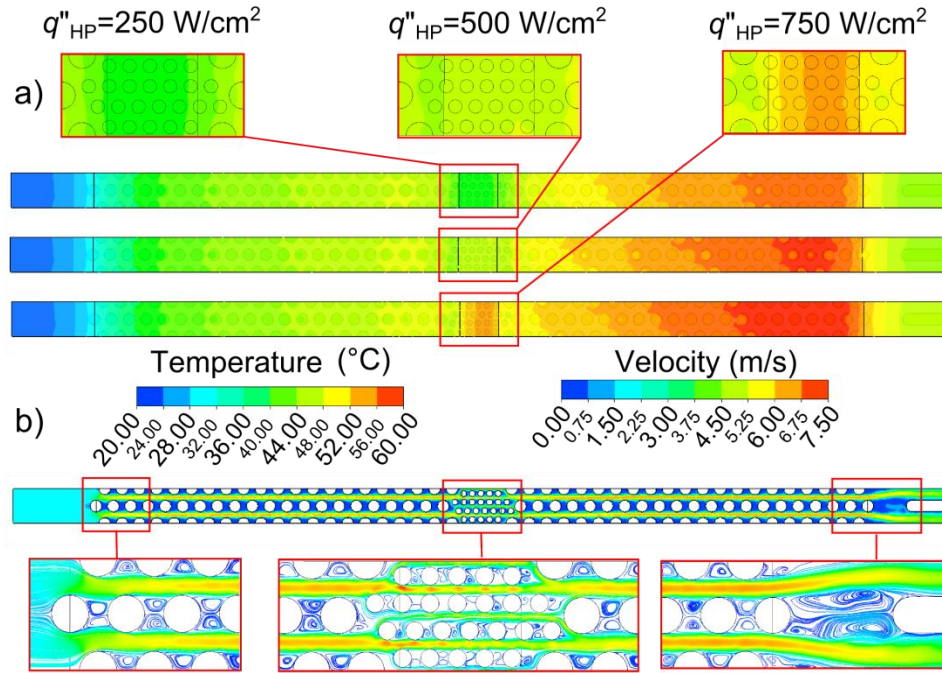 q"HP=250 W/cm² q"HP=500 W/cm² q"HP=750 W/cm²
a)
Temperature (°C) Velocity (m/s)
20.00 24.00 28.00 32.00 36.00 40.00 44.00 48.00 52.00 56.00 60.00 0.00 0.75 1.50 2.25 3.00 3.75 4.50 5.25 6.00 6.75 7.50
b)